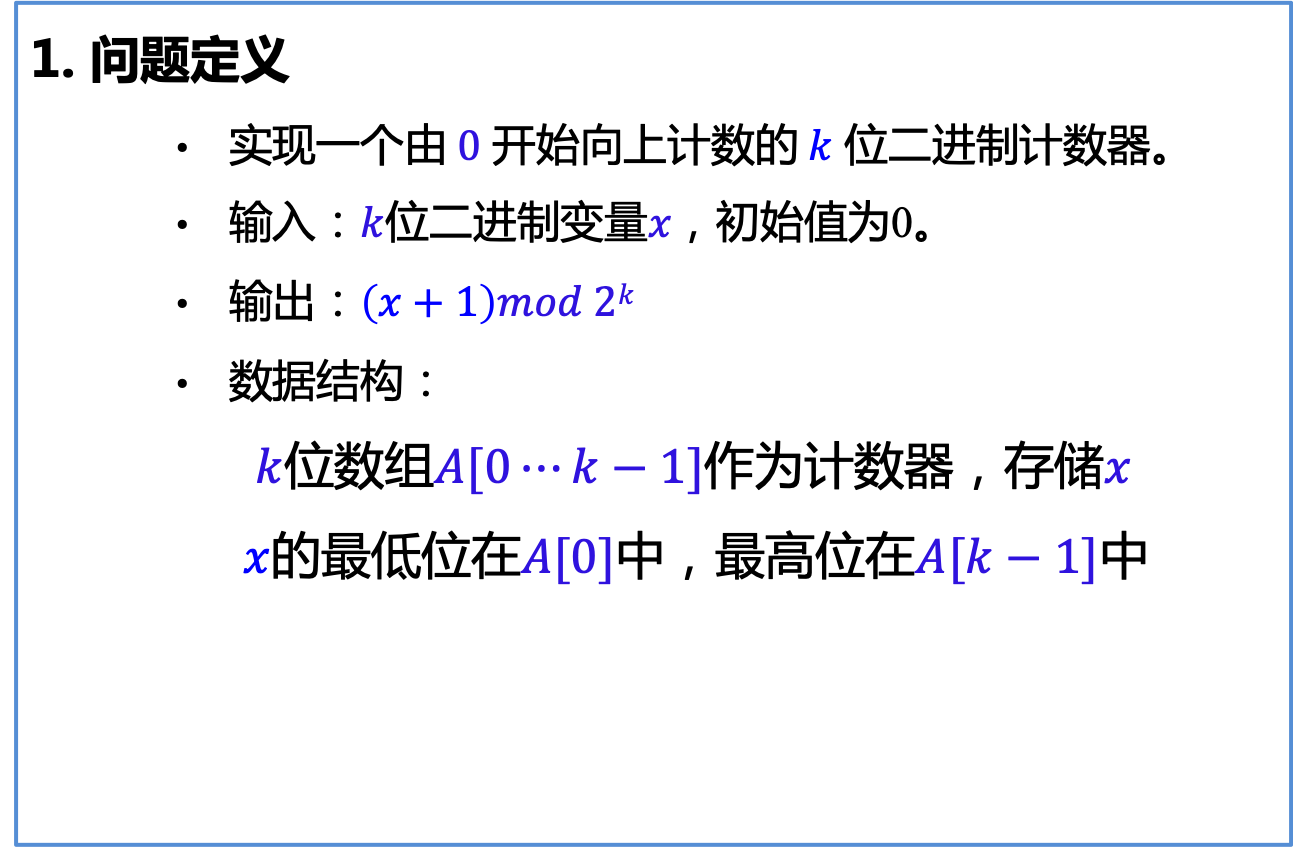 1. 问题定义
• 实现一个由 0 开始向上计数的 k 位二进制计数器。
• 输入：k位二进制变量x，初始值为0。
• 输出：(x + 1)mod 2ᵏ
• 数据结构：
k位数组A[0 ⋯ k − 1]作为计数器，存储x
x的最低位在A[0]中，最高位在A[k − 1]中